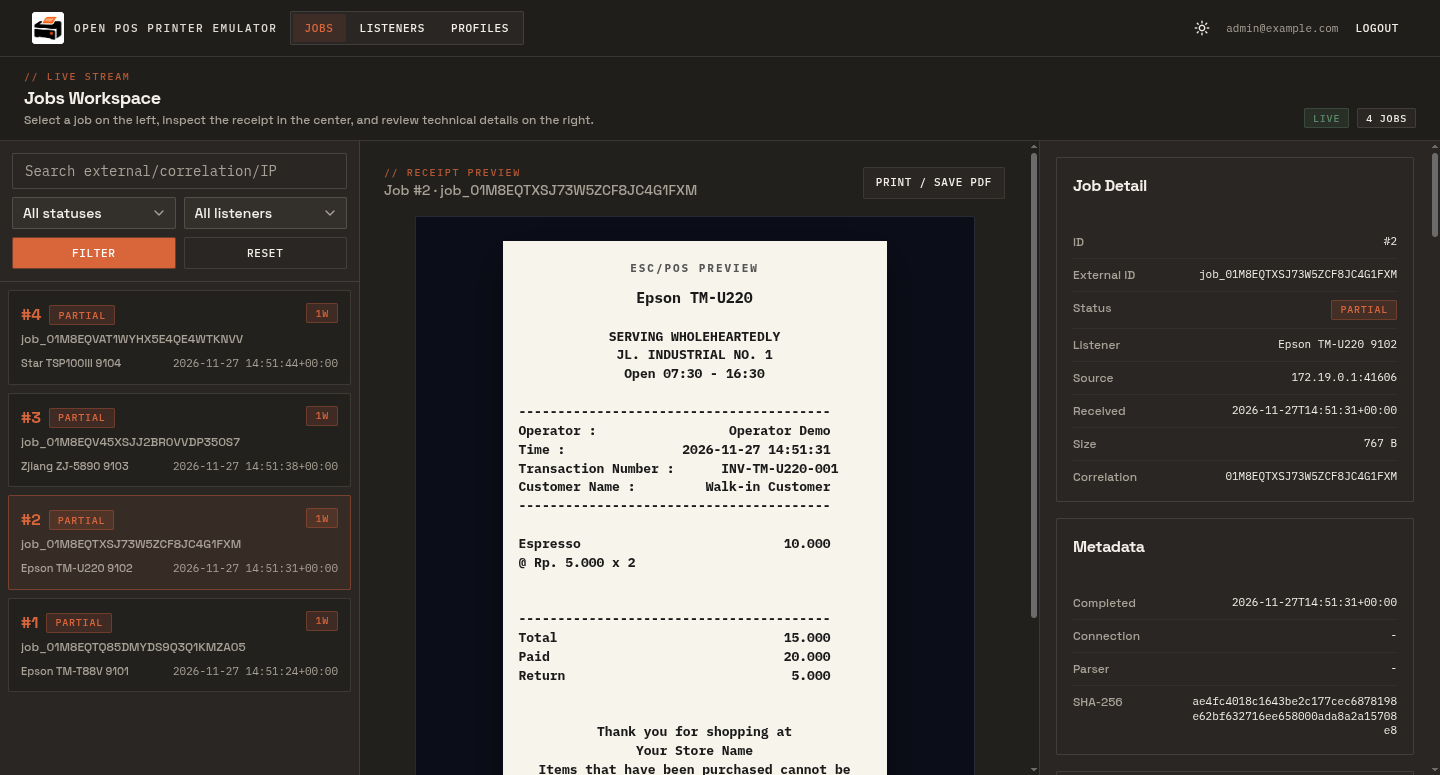 OPEN POS PRINTER EMULATOR
JOBS
LISTENERS
PROFILES
admin@example.com
LOGOUT
// LIVE STREAM
Jobs Workspace
Select a job on the left, inspect the receipt in the center, and review technical details on the right.
LIVE
4 JOBS
Search external/correlation/IP
All statuses
All listeners
FILTER
RESET
#4 PARTIAL 1W
job_01M8EQVAT1WYHX5E4QE4WTKNVV
Star TSP100III 9104 2026-11-27 14:51:44+00:00
#3 PARTIAL 1W
job_01M8EQV45XSJJ2BR0VVDP350S7
Zjiang ZJ-5890 9103 2026-11-27 14:51:38+00:00
#2 PARTIAL 1W
job_01M8EQTXSJ73W5ZCF8JC4G1FXM
Epson TM-U220 9102 2026-11-27 14:51:31+00:00
#1 PARTIAL 1W
job_01M8EQTQ85DMYDS9Q3Q1KMZA05
Epson TM-T88V 9101 2026-11-27 14:51:24+00:00
// RECEIPT PREVIEW
Job #2 · job_01M8EQTXSJ73W5ZCF8JC4G1FXM
PRINT / SAVE PDF
ESC/POS PREVIEW
Epson TM-U220
SERVING WHOLEHEARTEDLY
JL. INDUSTRIAL NO. 1
Open 07:30 - 16:30
----------------------------------------
Operator : Operator Demo
Time : 2026-11-27 14:51:31
Transaction Number : INV-TM-U220-001
Customer Name : Walk-in Customer
----------------------------------------
Espresso 10.000
@ Rp. 5.000 x 2
----------------------------------------
Total 15.000
Paid 20.000
Return 5.000
Thank you for shopping at
Your Store Name
Items that have been purchased cannot be
Job Detail
ID #2
External ID job_01M8EQTXSJ73W5ZCF8JC4G1FXM
Status PARTIAL
Listener Epson TM-U220 9102
Source 172.19.0.1:41606
Received 2026-11-27T14:51:31+00:00
Size 767 B
Correlation 01M8EQTXSJ73W5ZCF8JC4G1FXM
Metadata
Completed 2026-11-27T14:51:31+00:00
Connection -
Parser -
SHA-256 ae4fc4018c1643be2c177cec6878198
e62bf632716ee658000ada8a2a15708
e8